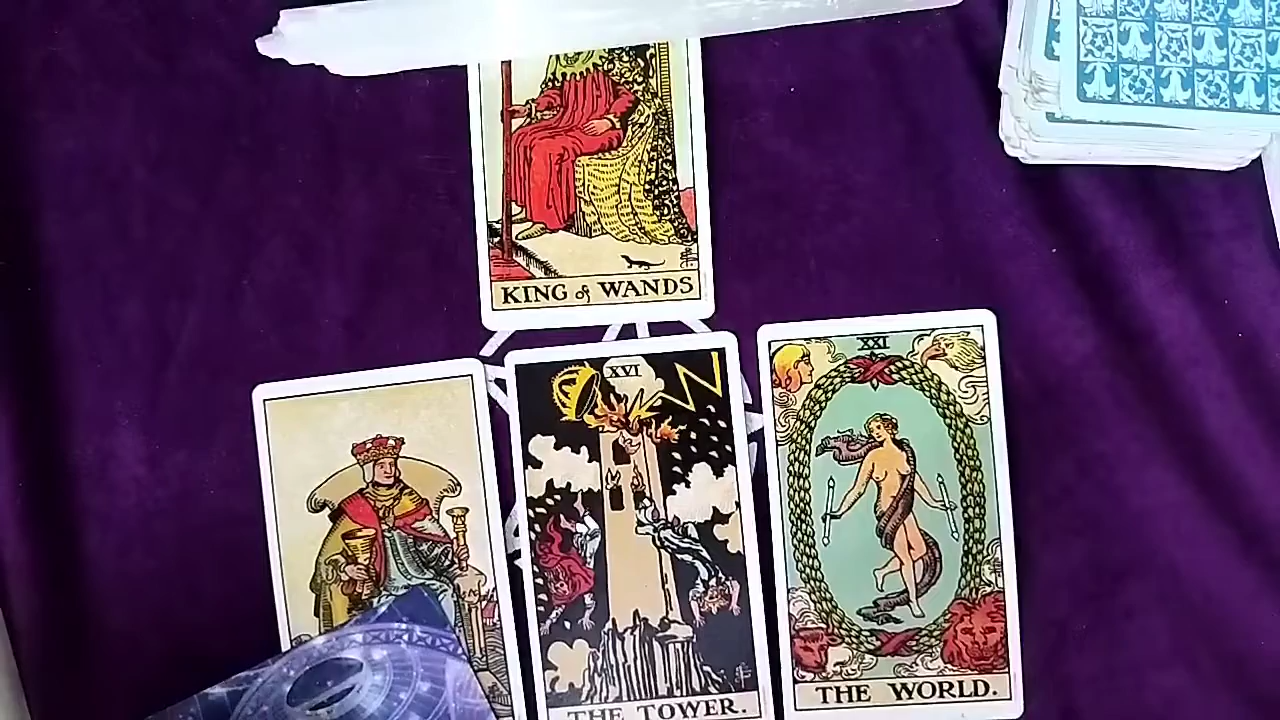 KING of WANDS
XVI
XXI
THE TOWER.
THE WORLD.